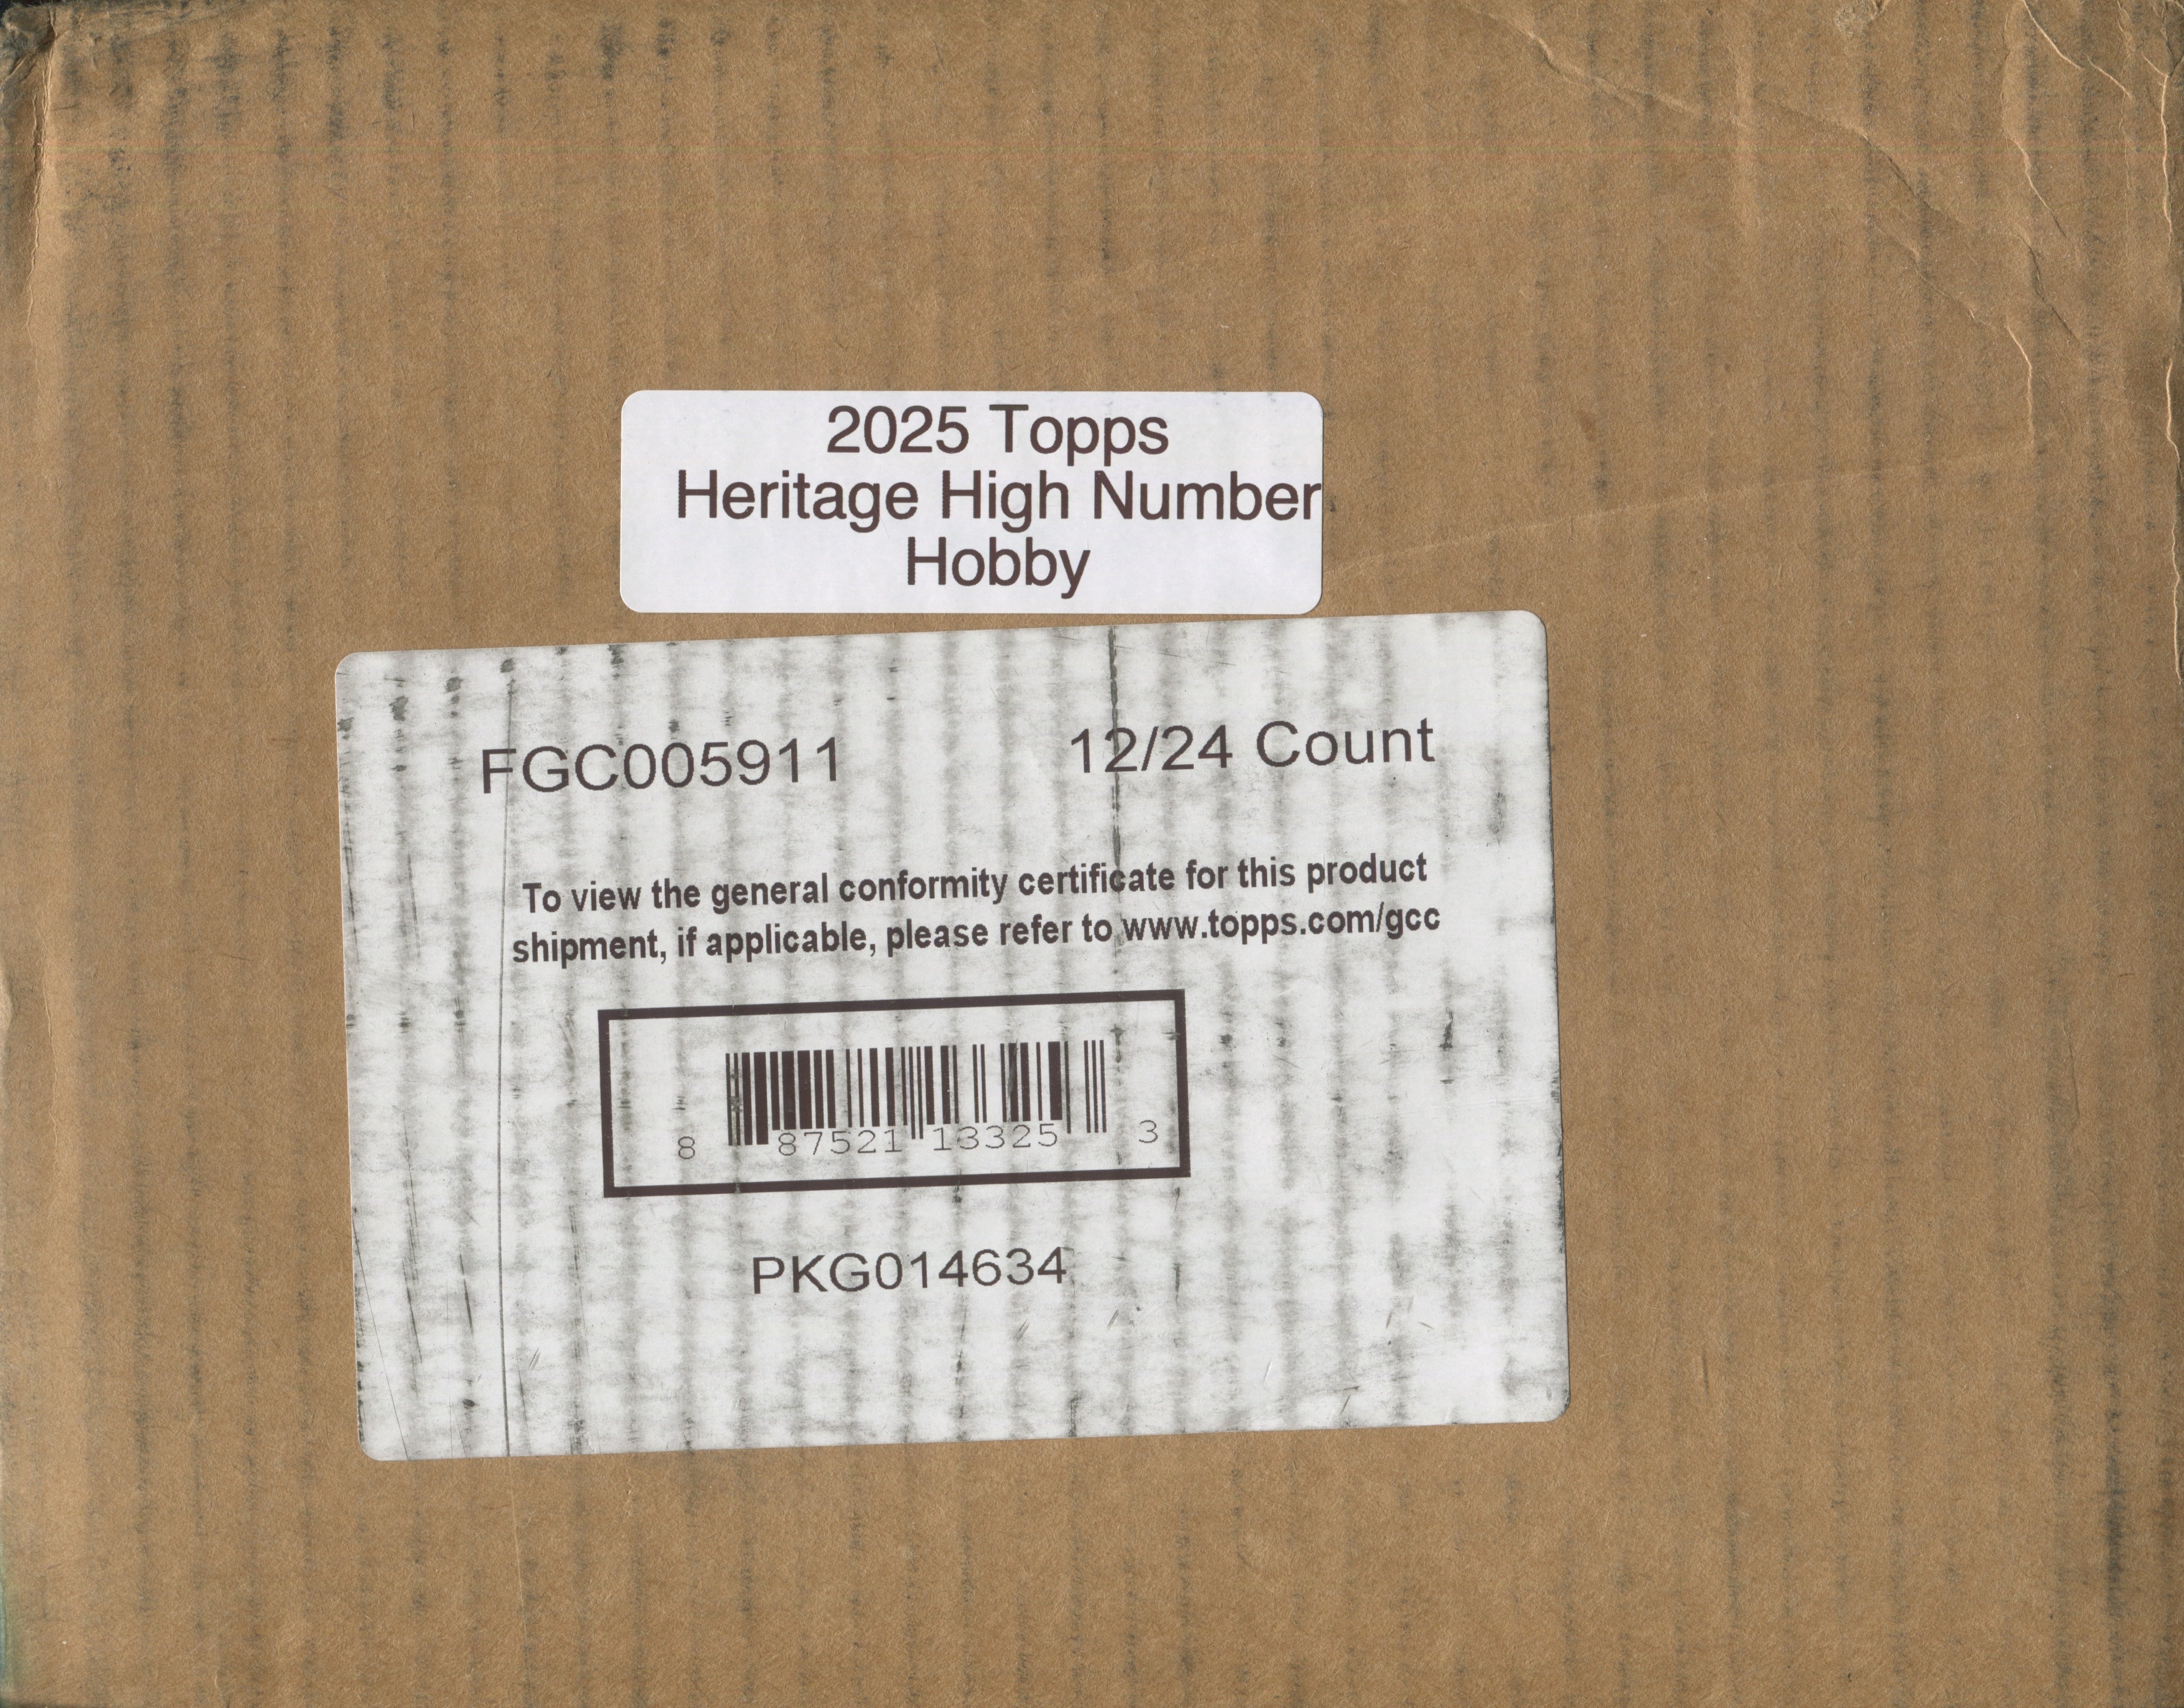 2025 Topps
Heritage High Number
Hobby
FGC005911 12/24 Count
To view the general conformity certificate for this product
shipment, if applicable, please refer to www.topps.com/gcc
8 87521 13325 3
PKG014634